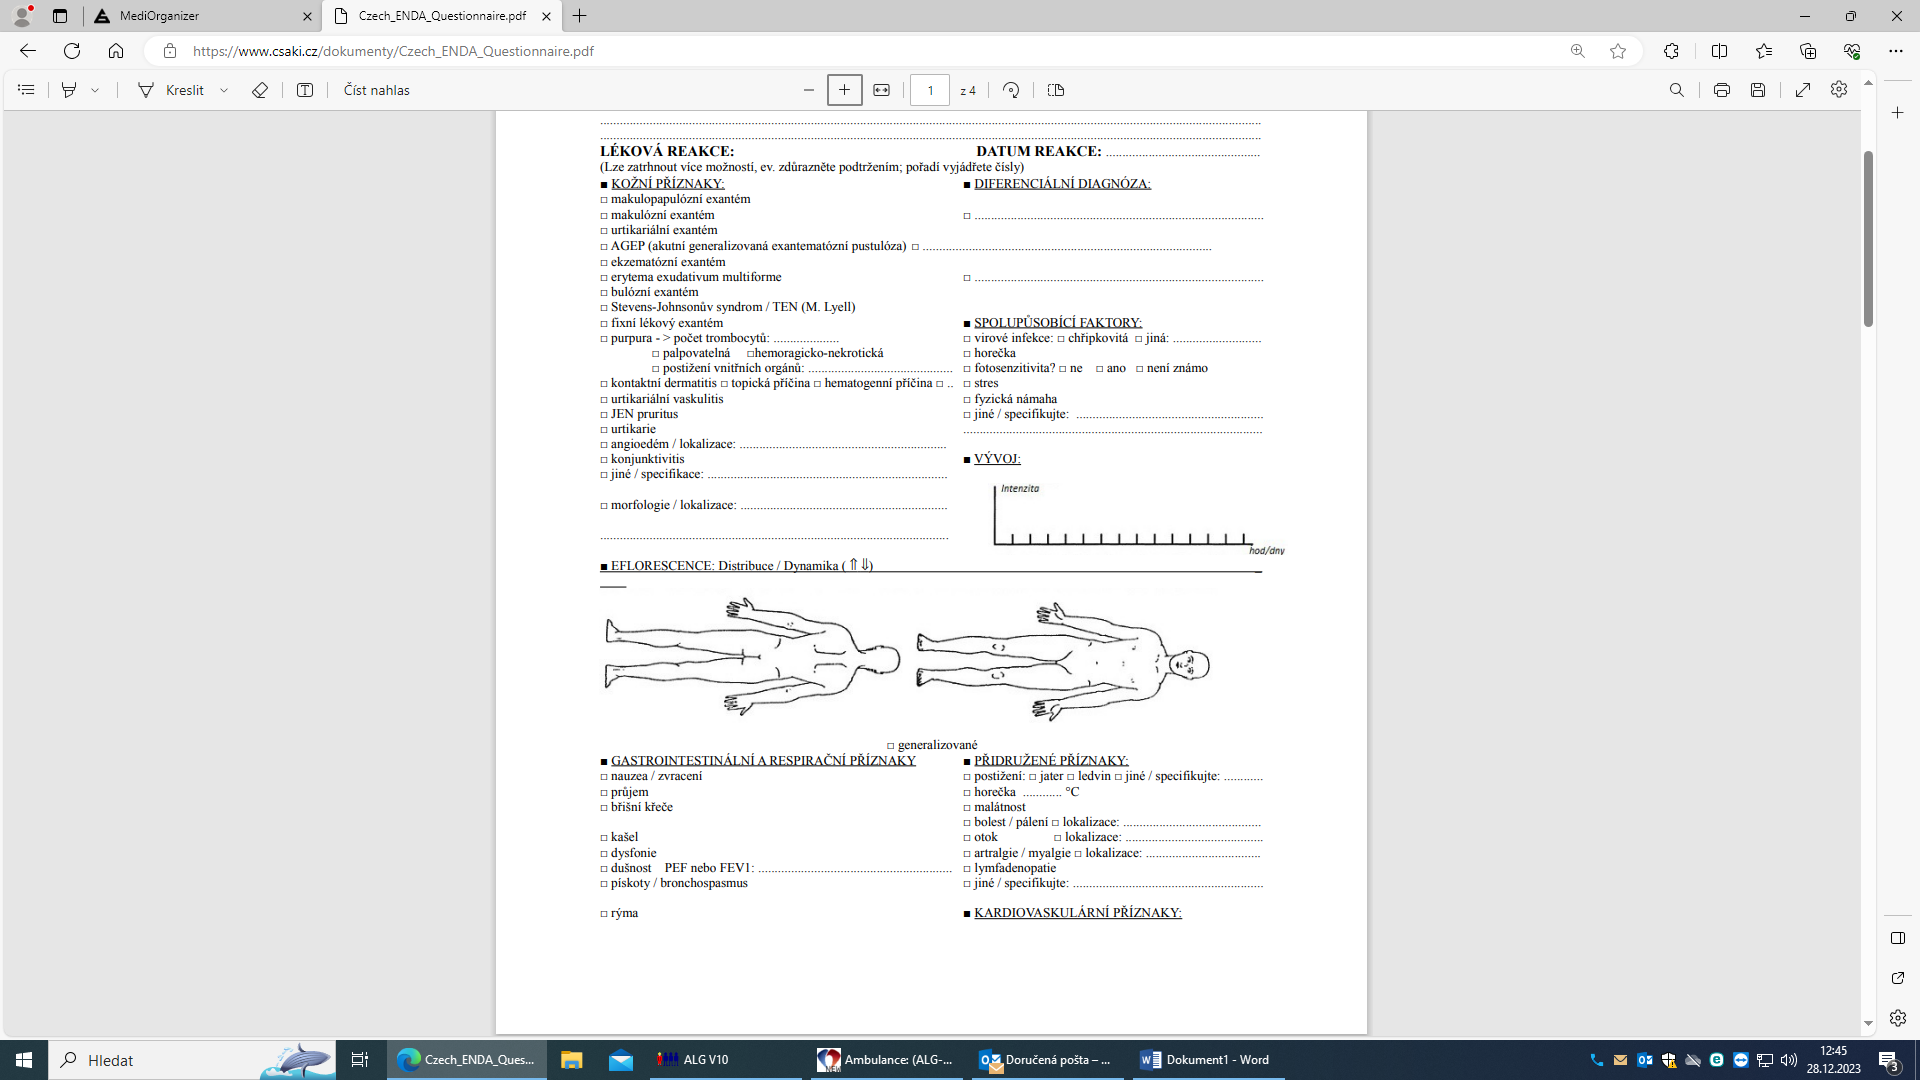 MediOrganizer
Czech_ENDA_Questionnaire.pdf
https://www.csaki.cz/dokumenty/Czech_ENDA_Questionnaire.pdf
Kreslit
Číst nahlas
1 z 4
LÉKOVÁ REAKCE: DATUM REAKCE: ................................................
(Lze zatrhnout více možností, ev. zdůrazněte podtržením; pořadí vyjádřete čísly)
■ KOŽNÍ PŘÍZNAKY:
□ makulopapulózní exantém
□ makulózní exantém
□ urtikariální exantém
□ AGEP (akutní generalizovaná exantematózní pustulóza)
□ ekzematózní exantém
□ erytema exudativum multiforme
□ bulózní exantém
□ Stevens-Johnsonův syndrom / TEN (M. Lyell)
□ fixní lékový exantém
□ purpura - > počet trombocytů: ....................
□ palpovatelná □hemoragicko-nekrotická
□ postižení vnitřních orgánů: ............................................
□ kontaktní dermatitis □ topická příčina □ hematogenní příčina □ ..
□ urtikariální vaskulitis
□ JEN pruritus
□ urtikarie
□ angioedém / lokalizace: ...............................................................
□ konjunktivitis
□ jiné / specifikace: .........................................................................
□ morfologie / lokalizace: ...............................................................
■ DIFERENCIÁLNÍ DIAGNÓZA:
□ ........................................................................................
□ ........................................................................................
□ ........................................................................................
■ SPOLUPŮSOBÍCÍ FAKTORY:
□ virové infekce: □ chřipkovitá □ jiná: ...........................
□ horečka
□ fotosenzitivita? □ ne □ ano □ není známo
□ stres
□ fyzická námaha
□ jiné / specifikujte: .........................................................
■ VÝVOJ:
Intenzita
hod/dny
■ EFLORESCENCE: Distribuce / Dynamika (⇑⇓)
□ generalizované
■ GASTROINTESTINÁLNÍ A RESPIRAČNÍ PŘÍZNAKY
□ nauzea / zvracení
□ průjem
□ břišní křeče
□ kašel
□ dysfonie
□ dušnost PEF nebo FEV1: ...........................................................
□ pískoty / bronchospasmus
□ rýma
■ PŘIDRUŽENÉ PŘÍZNAKY:
□ postižení: □ jater □ ledvin □ jiné / specifikujte: ............
□ horečka ............ °C
□ malátnost
□ bolest / pálení □ lokalizace: ..........................................
□ otok □ lokalizace: ..........................................
□ artralgie / myalgie □ lokalizace: ...................................
□ lymfadenopatie
□ jiné / specifikujte: ..........................................................
■ KARDIOVASKULÁRNÍ PŘÍZNAKY:
Hledat
Czech_ENDA_Ques...
ALG V10
Ambulance: (ALG-...
Doručená pošta – ...
Dokument1 - Word
12:45
28.12.2023
3